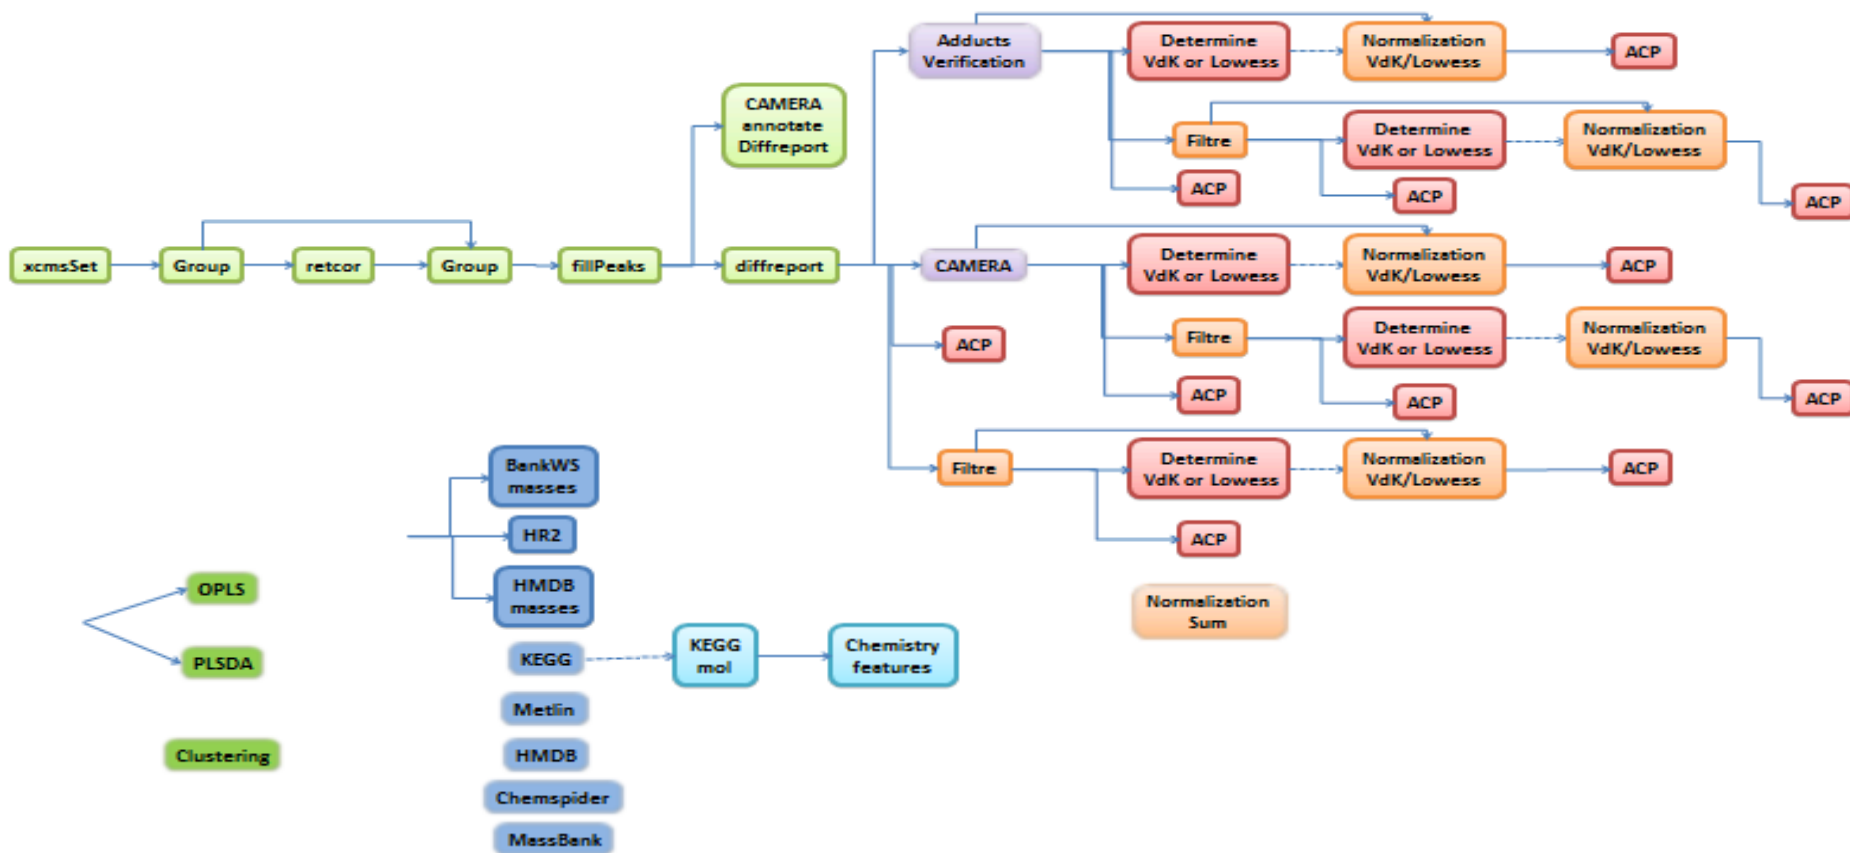 Adducts
Verification
Determine
VdK or Lowess
Normalization
VdK/Lowess
ACP
CAMERA
annotate
Diffreport
Filtre
Determine
VdK or Lowess
Normalization
VdK/Lowess
ACP
ACP
ACP
xcmsSet
Group
retcor
Group
fillPeaks
diffreport
CAMERA
Determine
VdK or Lowess
Normalization
VdK/Lowess
ACP
ACP
Filtre
Determine
VdK or Lowess
Normalization
VdK/Lowess
ACP
ACP
ACP
Filtre
Determine
VdK or Lowess
Normalization
VdK/Lowess
ACP
ACP
BankWS
masses
HR2
HMDB
masses
OPLS
PLSDA
Clustering
KEGG
KEGG
mol
Chemistry
features
Metlin
HMDB
Chemspider
MassBank
Normalization
Sum